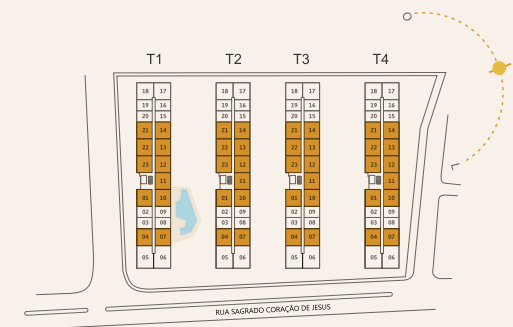 T1 T2 T3 T4
18 17 18 17 18 17 18 17
19 16 19 16 19 16 19 16
20 15 20 15 20 15 20 15
21 14 21 14 21 14 21 14
22 13 22 13 22 13 22 13
23 12 23 12 23 12 23 12
11 11 11 11
01 10 01 10 01 10 01 10
02 09 02 09 02 09 02 09
03 08 03 08 03 08 03 08
04 07 04 07 04 07 04 07
05 06 05 06 05 06 05 06
RUA SAGRADO CORAÇÃO DE JESUS